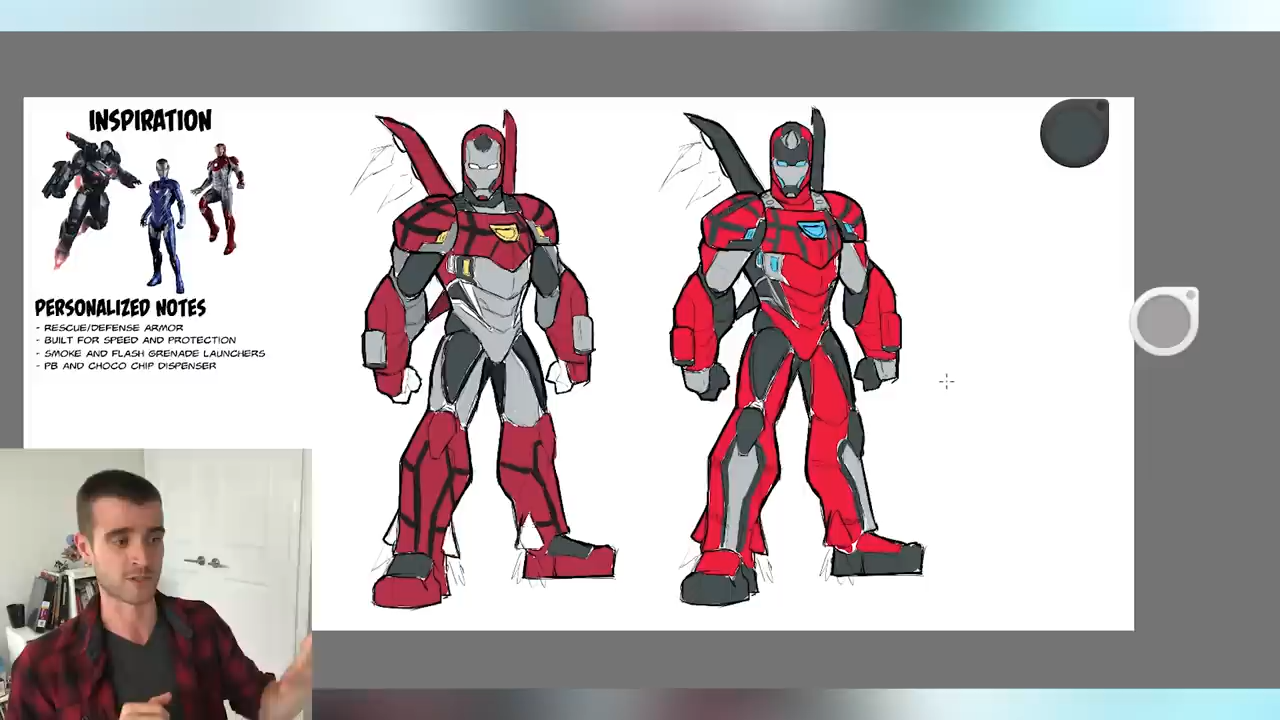 INSPIRATION
PERSONALIZED NOTES
- RESCUE/DEFENSE ARMOR
- BUILT FOR SPEED AND PROTECTION
- SMOKE AND FLASH GRENADE LAUNCHERS
- PB AND CHOCO CHIP DISPENSER